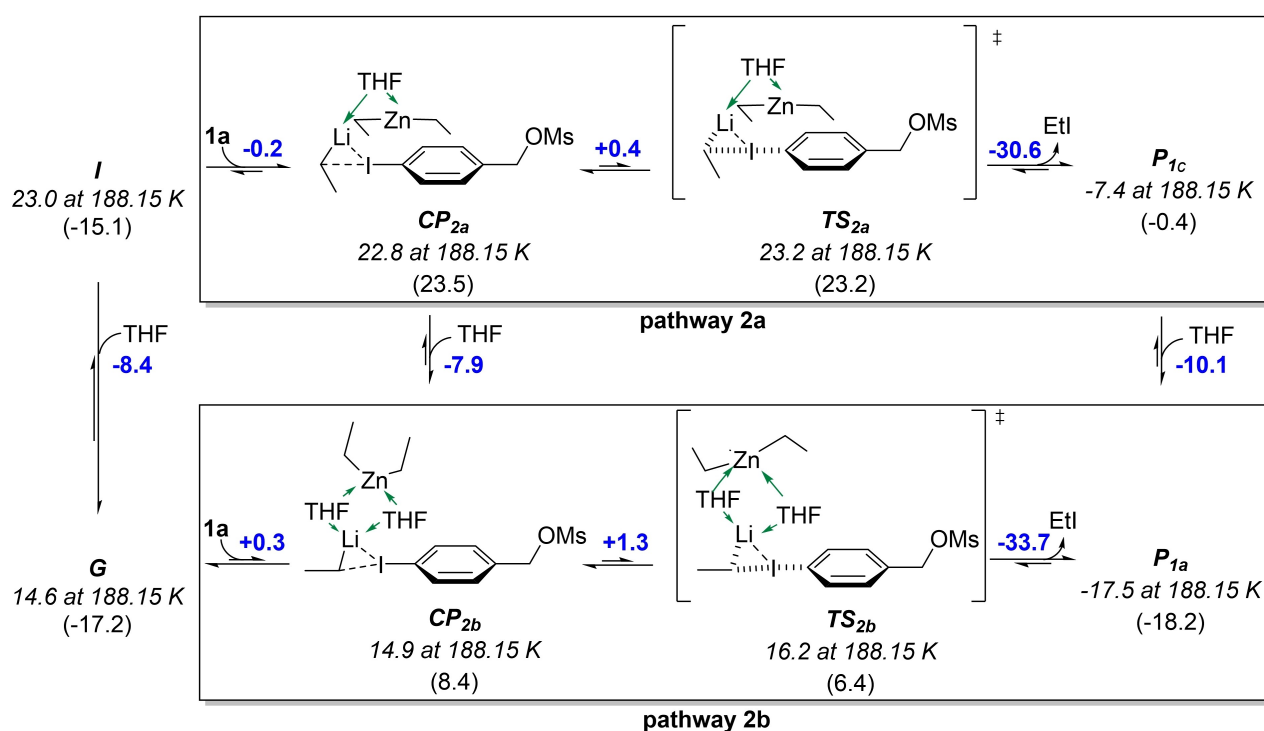 THF
Zn
Li
I
OMs
1a
-0.2
CP2a
22.8 at 188.15 K
(23.5)
+0.4
THF
Zn
Li
I
OMs
‡
TS2a
23.2 at 188.15 K
(23.2)
-30.6
EtI
P1c
-7.4 at 188.15 K
(-0.4)
I
23.0 at 188.15 K
(-15.1)
pathway 2a
THF
-8.4
THF
-7.9
THF
-10.1
Zn
THF
THF
Li
I
OMs
1a
+0.3
CP2b
14.9 at 188.15 K
(8.4)
+1.3
Zn
THF
THF
Li
I
OMs
‡
TS2b
16.2 at 188.15 K
(6.4)
-33.7
EtI
P1a
-17.5 at 188.15 K
(-18.2)
G
14.6 at 188.15 K
(-17.2)
pathway 2b